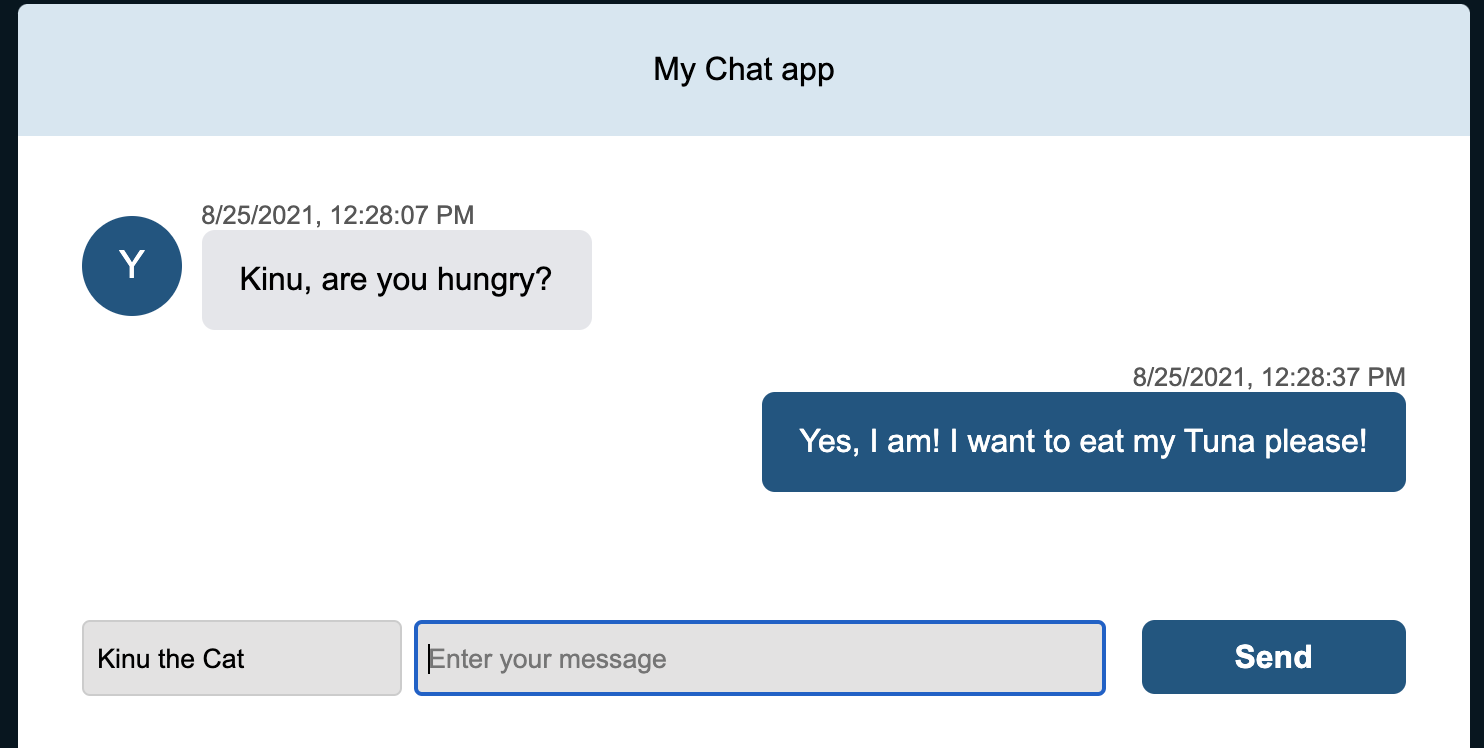 My Chat app
8/25/2021, 12:28:07 PM
Y
Kinu, are you hungry?
8/25/2021, 12:28:37 PM
Yes, I am! I want to eat my Tuna please!
Kinu the Cat
Enter your message
Send